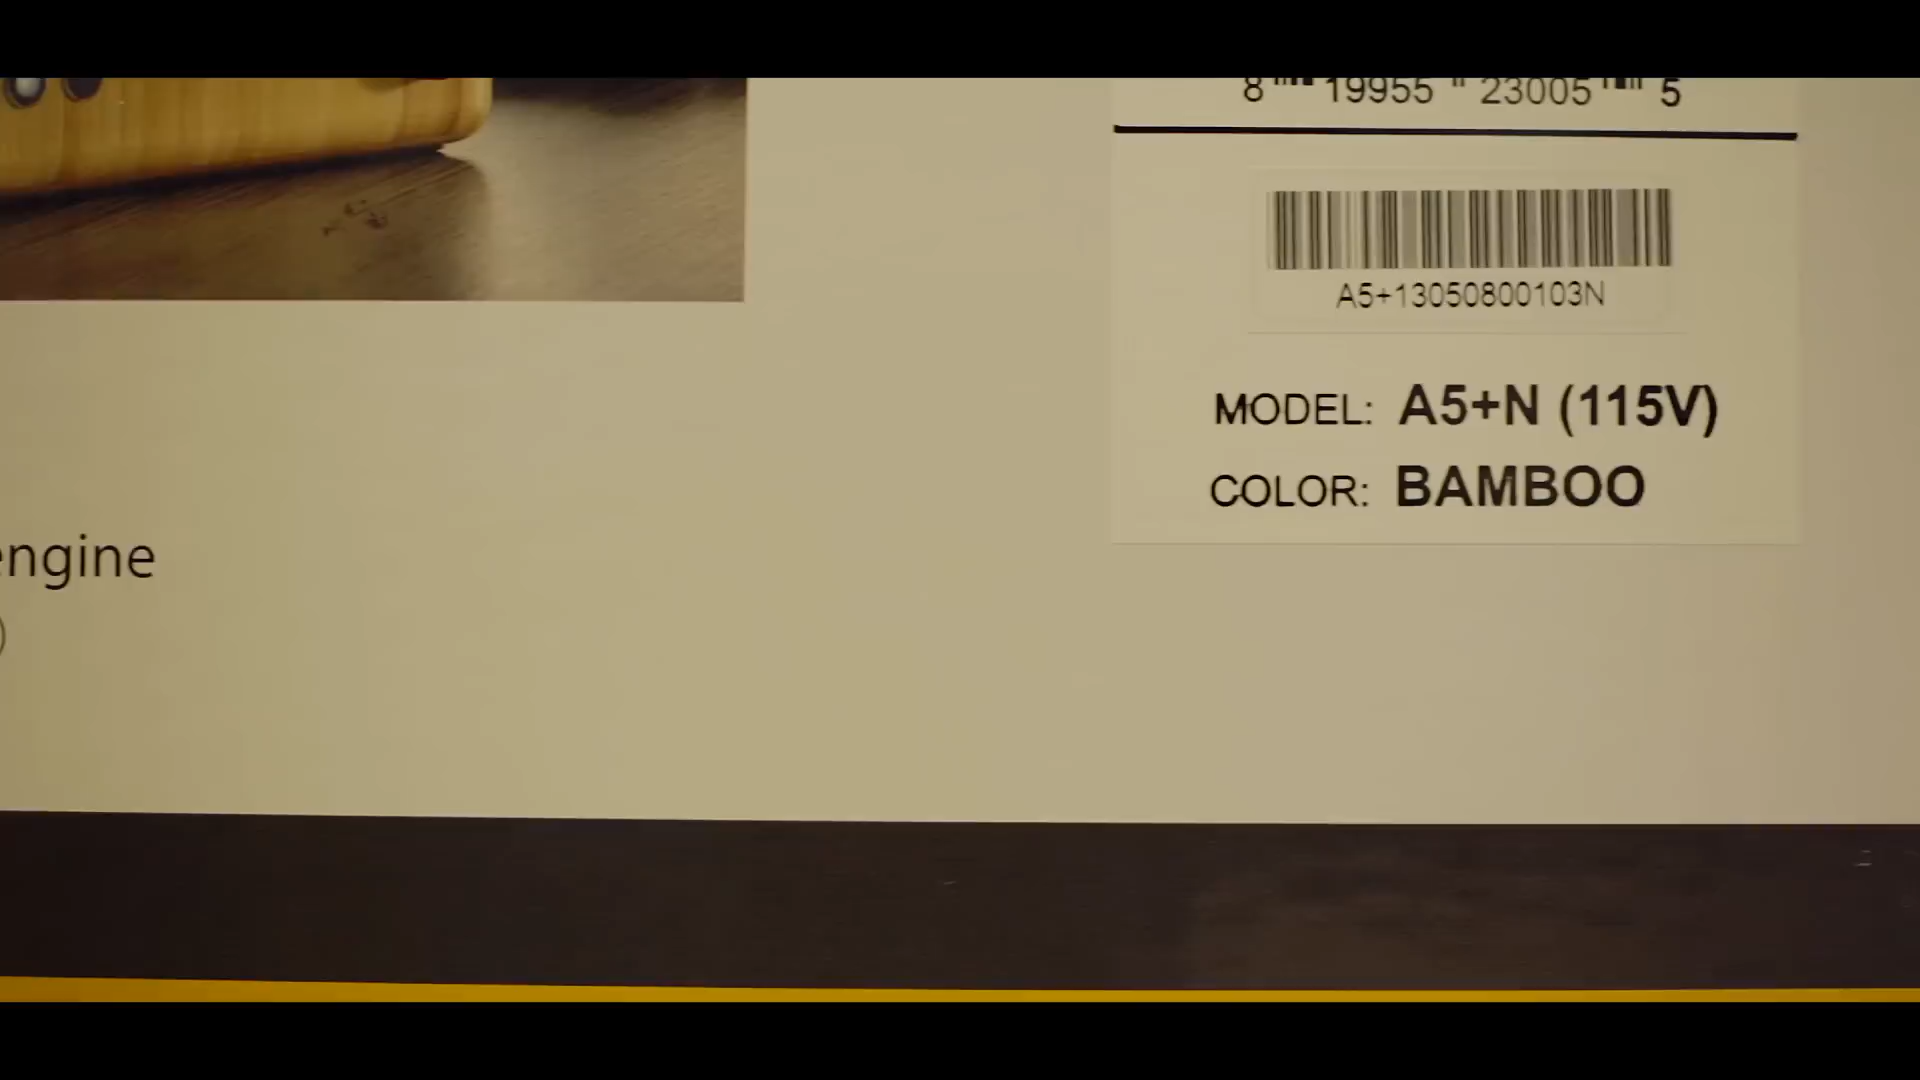 8 19955 23005 5
A5+13050800103N
MODEL: A5+N (115V)
COLOR: BAMBOO
engine
)